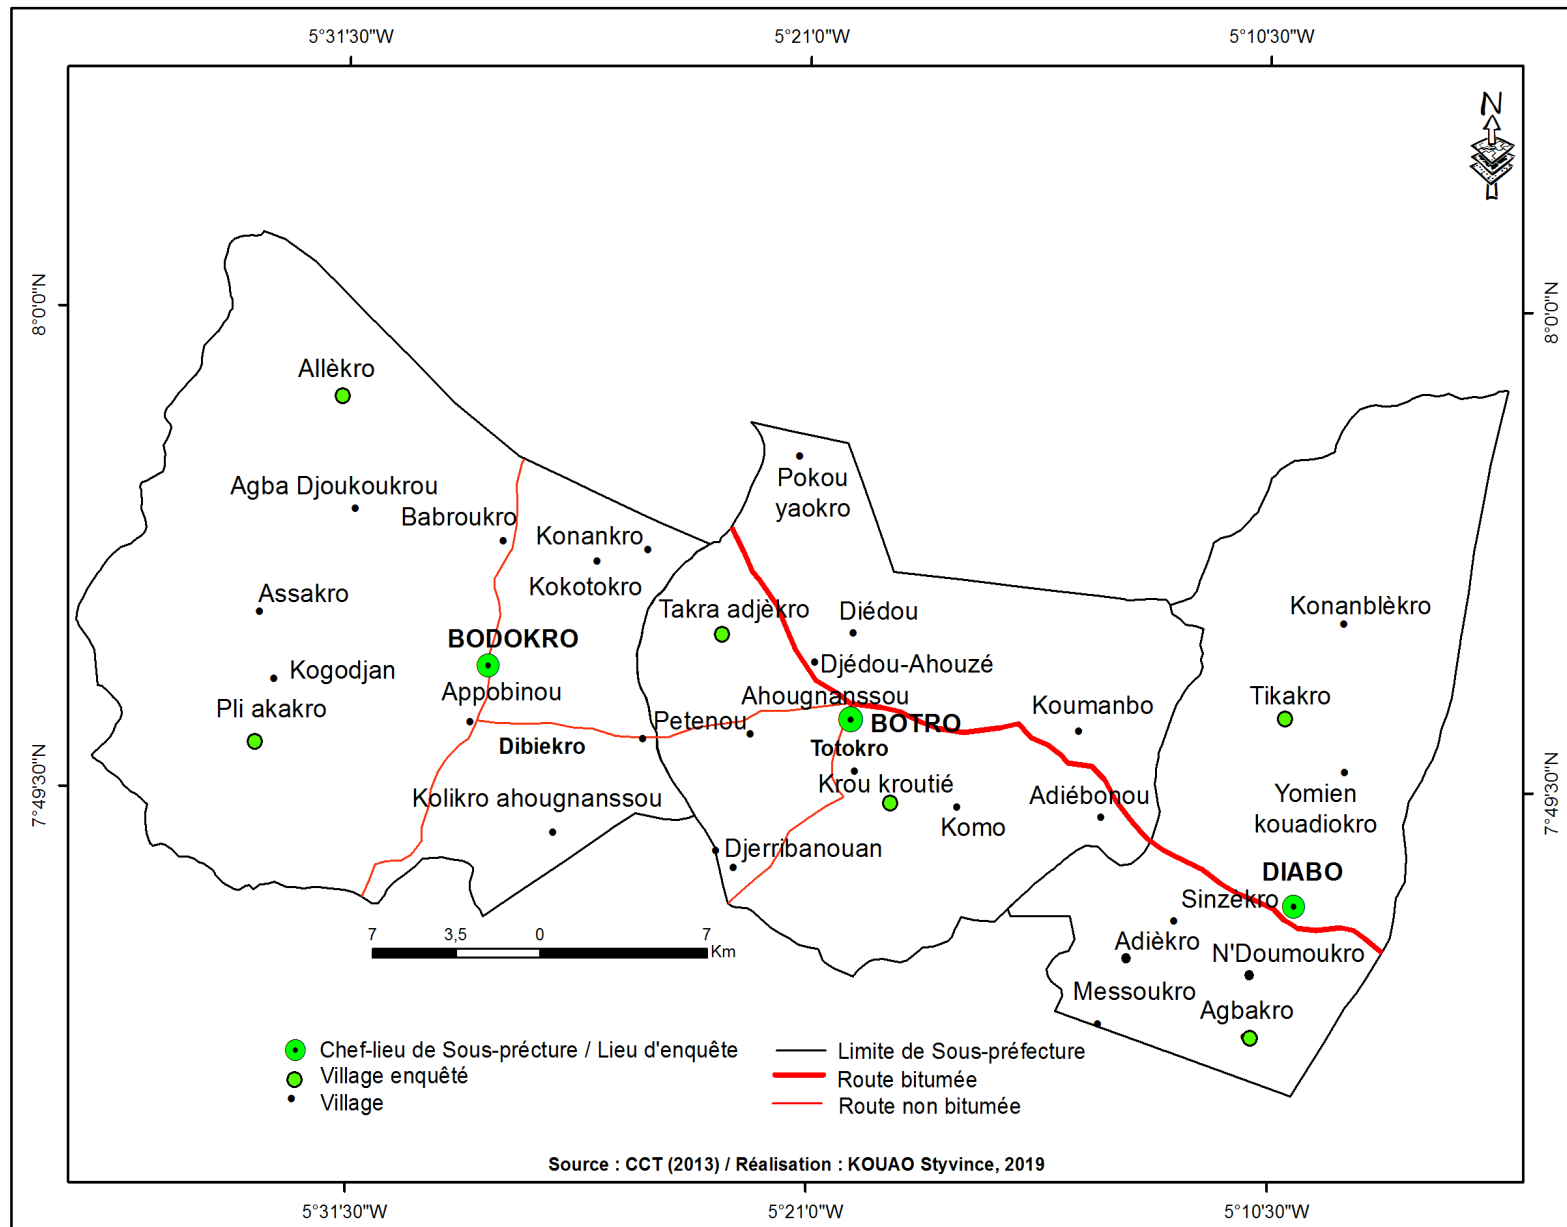 5°31'30"W
5°21'0"W
5°10'30"W
N
8°0'0"N
8°0'0"N
Allèkro
Pokou
yaokro
Agba Djoukoukrou
Babroukro
Konankro
Kokotokro
Assakro
Takra adjèkro
Diédou
Konanblèkro
BODOKRO
Djédou-Ahouzé
Kogodjan
Appobinou
Ahougnanssou
Tikakro
Pli akakro
Petenou
BOTRO
Koumanbo
Dibiekro
Totokro
Krou kroutié
7°49'30"N
7°49'30"N
Kolikro ahougnanssou
Adiébonou
Yomien
kouadiokro
Komo
Djerribanouan
DIABO
Sinzèkro
7 3,5 0 7
Km
Adièkro
N'Doumoukro
Messoukro
Agbakro
Chef-lieu de Sous-précture / Lieu d'enquête
Village enquêté
Village
Limite de Sous-préfecture
Route bitumée
Route non bitumée
Source : CCT (2013) / Réalisation : KOUAO Styvince, 2019
5°31'30"W
5°21'0"W
5°10'30"W